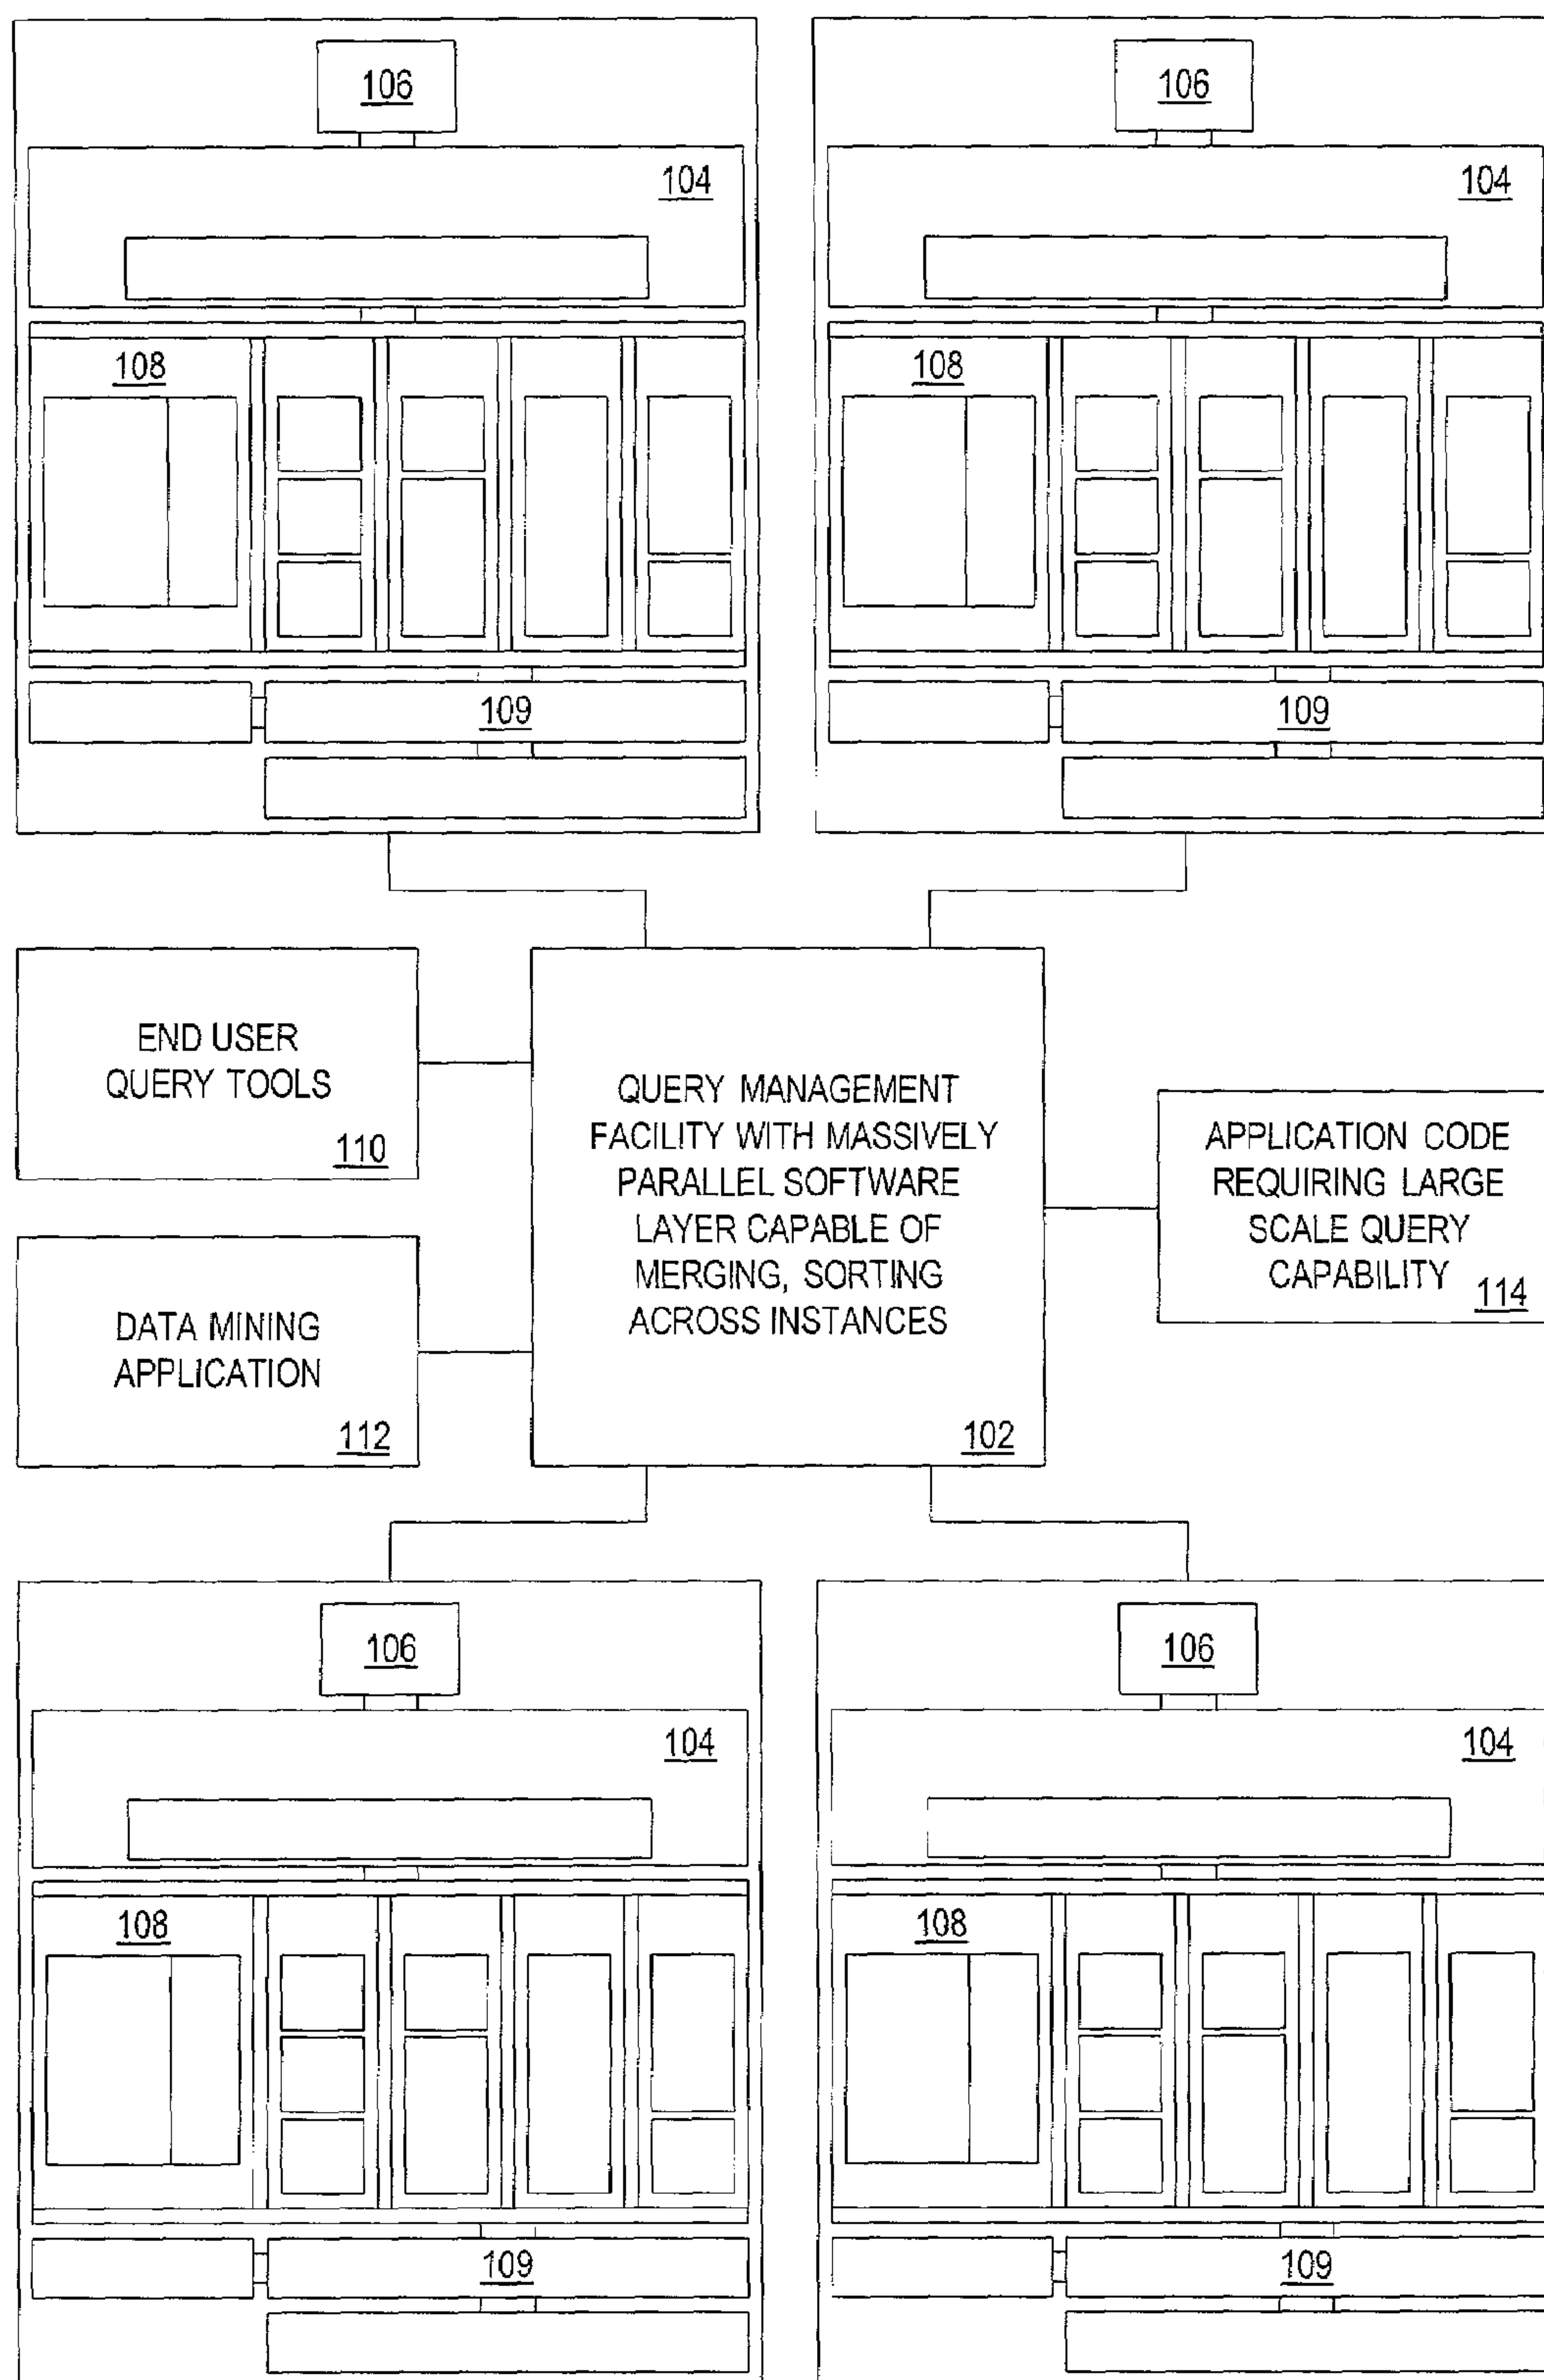 106
106
104
104
108
108
109
109
END USER
QUERY TOOLS
110
QUERY MANAGEMENT
FACILITY WITH MASSIVELY
PARALLEL SOFTWARE
LAYER CAPABLE OF
MERGING, SORTING
ACROSS INSTANCES
102
APPLICATION CODE
REQUIRING LARGE
SCALE QUERY
CAPABILITY
114
DATA MINING
APPLICATION
112
106
106
104
104
108
108
109
109